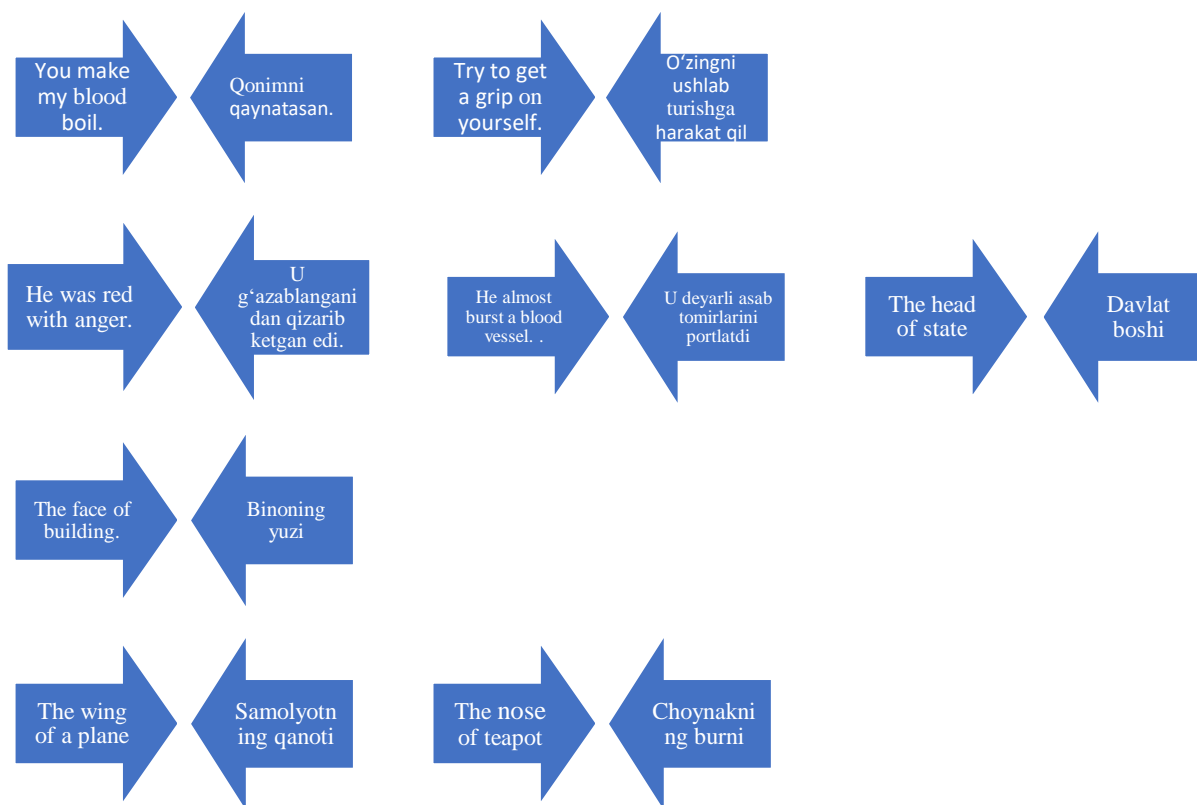 You make
my blood
boil.
Qonimni
qaynatasan.
Try to get
a grip on
yourself.
O‘zingni
ushlab
turishga
harakat qil
He was red
with anger.
U
g‘azablangani
dan qizarib
ketgan edi.
He almost
burst a blood
vessel. .
U deyarli asab
tomirlarini
portlatdi
The head
of state
Davlat
boshi
The face of
building.
Binoning
yuzi
The wing
of a plane
Samolyotn
ing qanoti
The nose
of teapot
Choynakni
ng burni